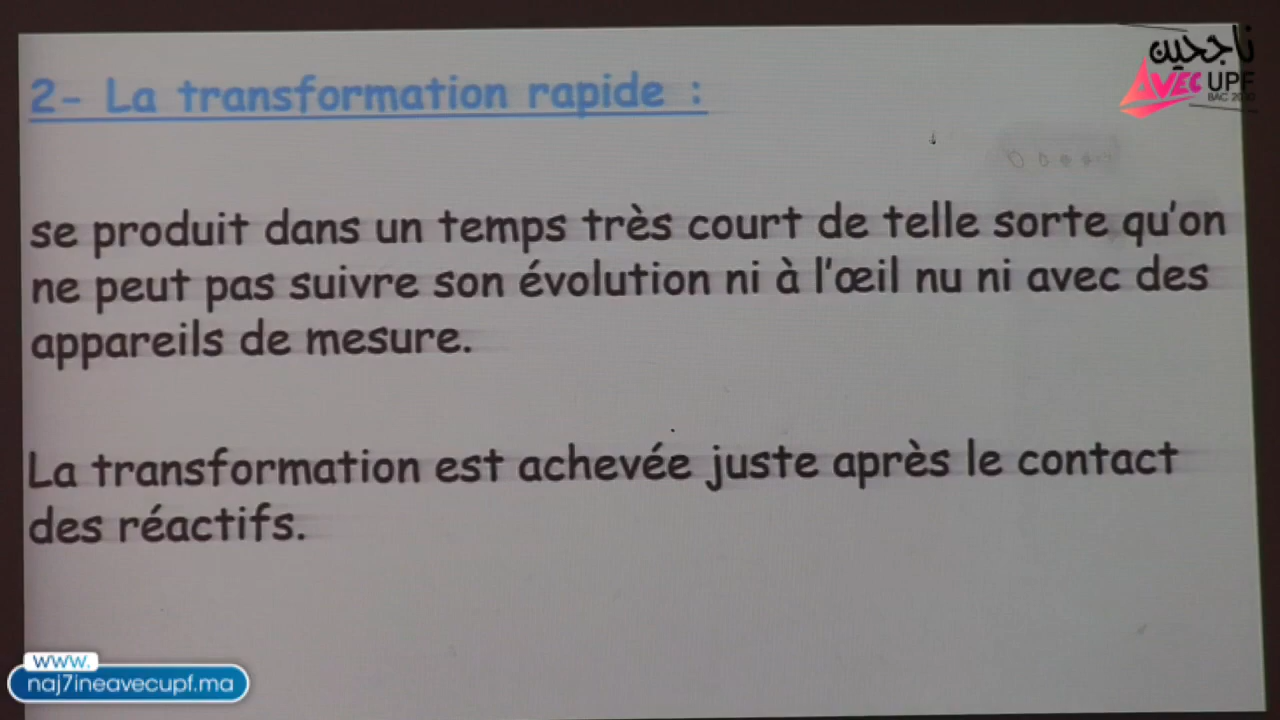 ناجحين
AVEC UPF
2- La transformation rapide :
se produit dans un temps très court de telle sorte qu'on
ne peut pas suivre son évolution ni à l'œil nu ni avec des
appareils de mesure.
La transformation est achevée juste après le contact
des réactifs.
www.
naj7ineavecupf.ma